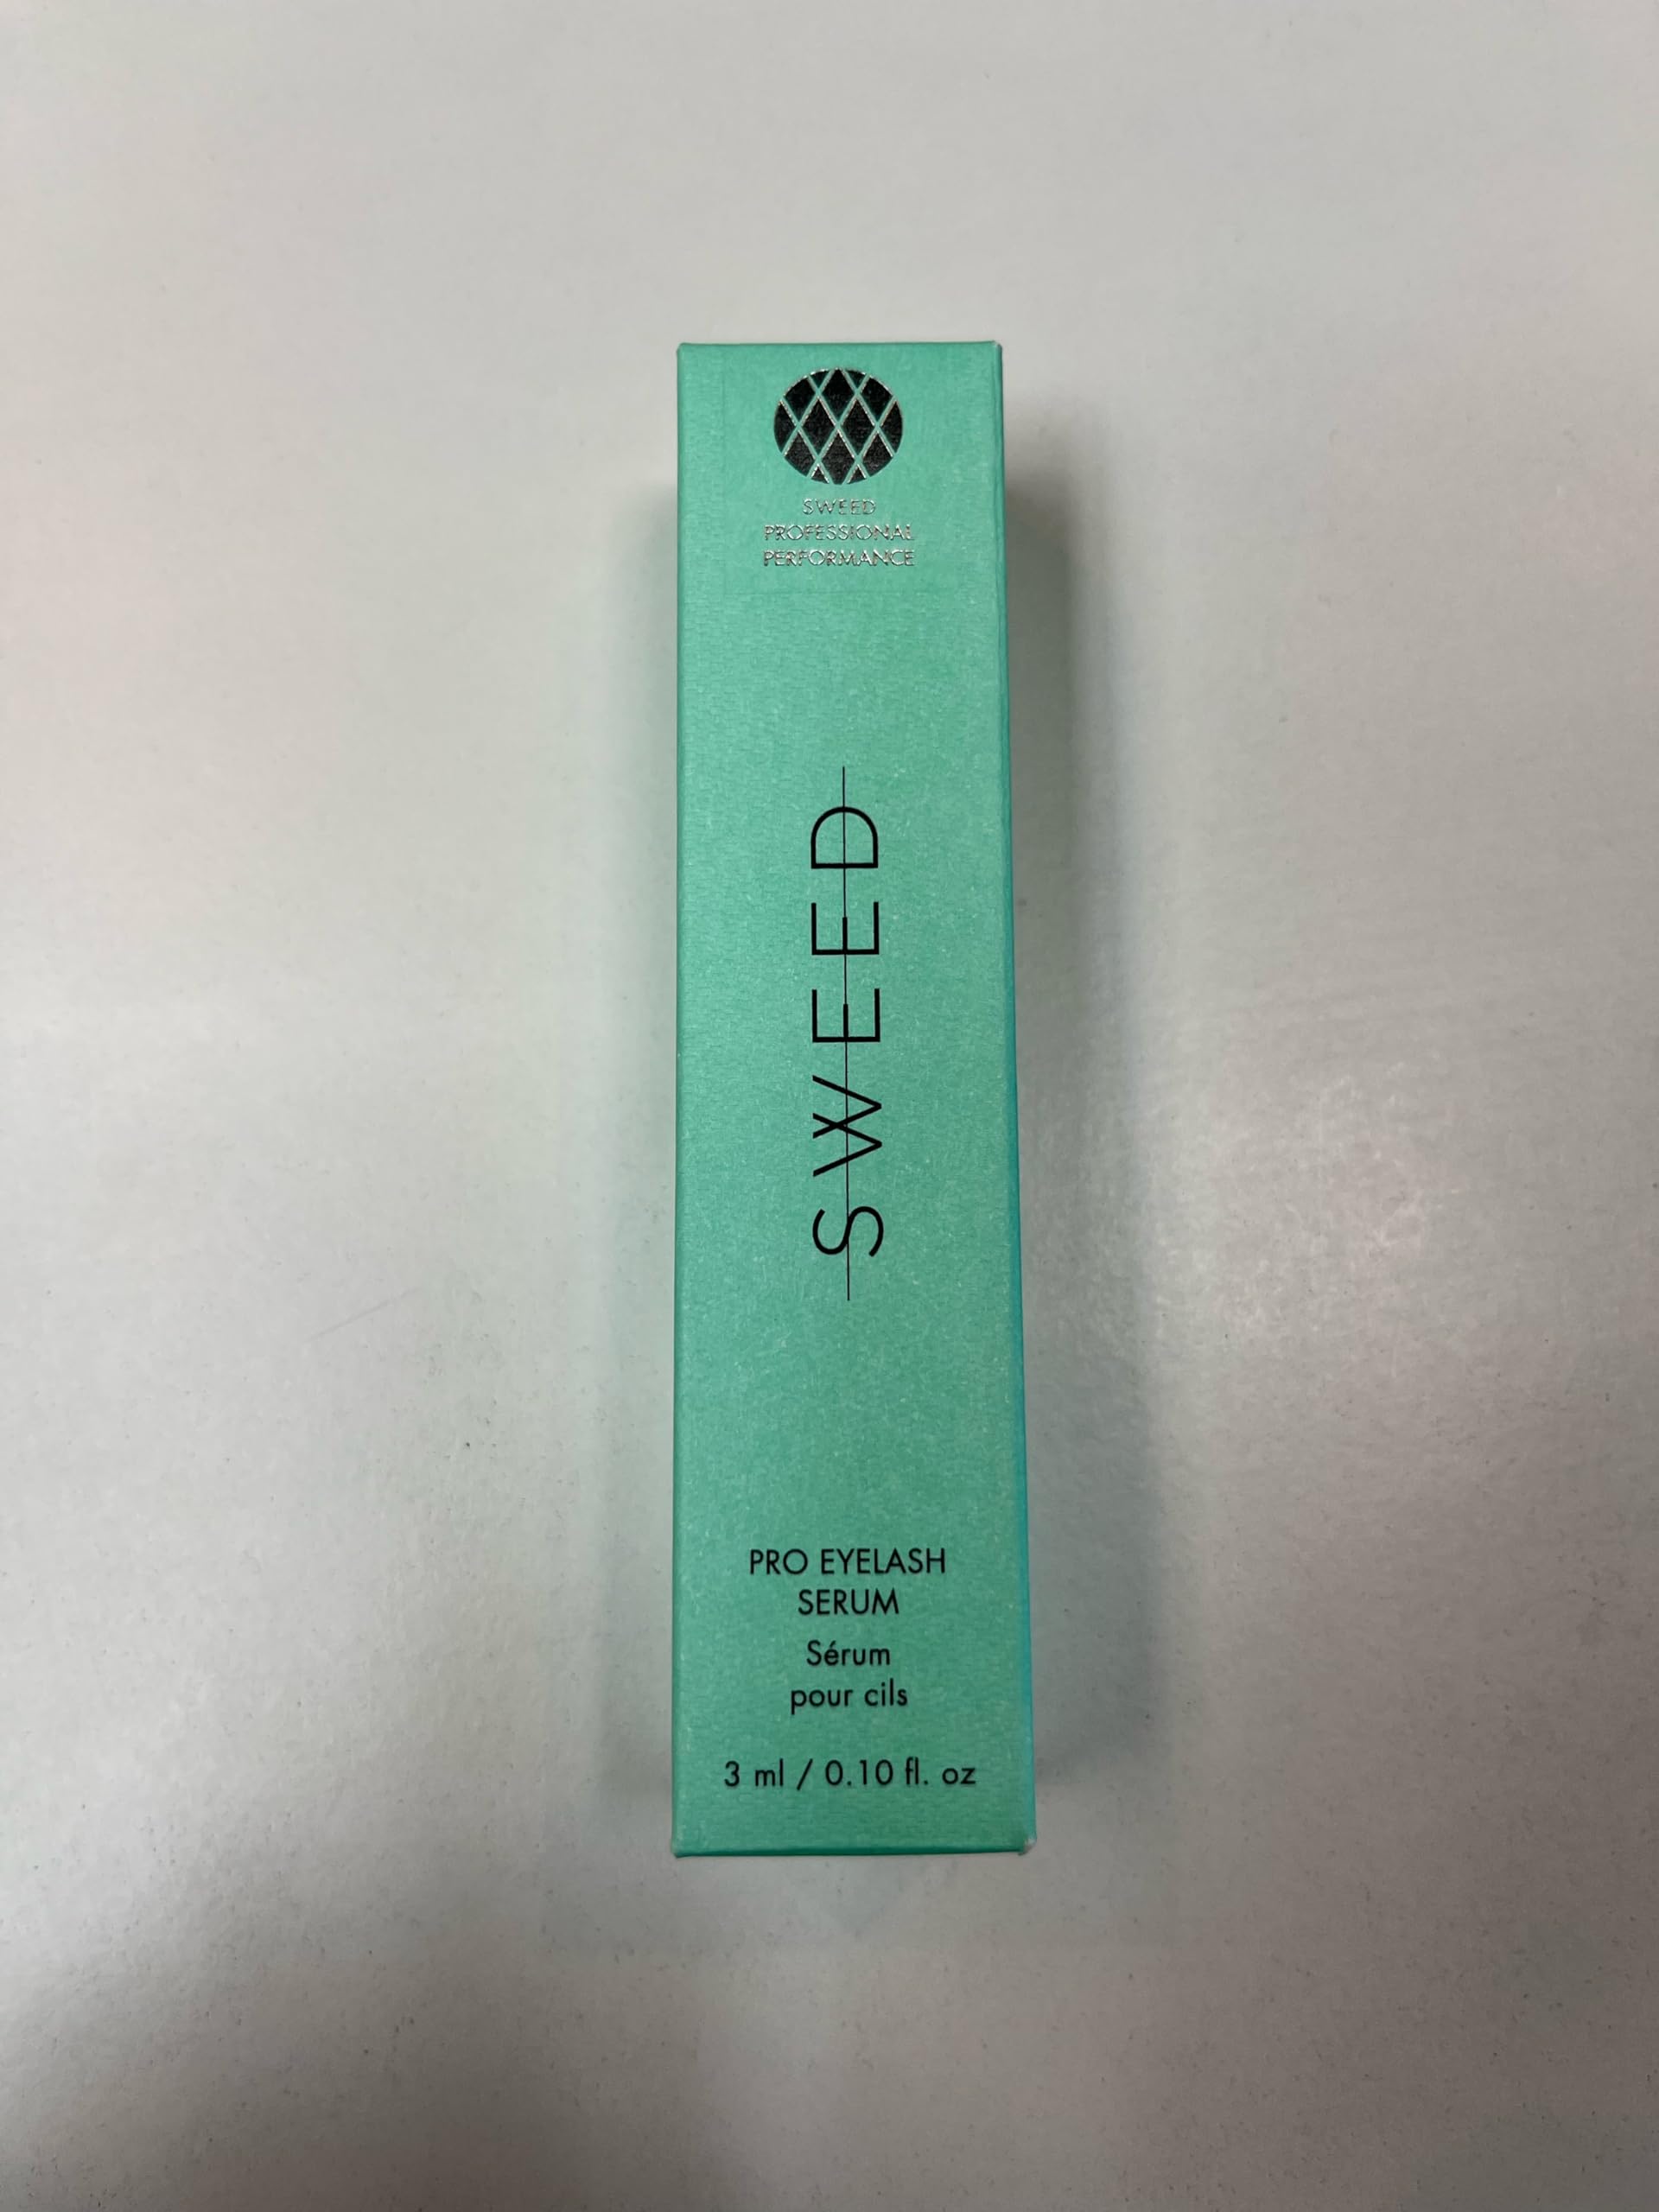 SWEED
PROFESSIONAL
PERFORMANCE
SWEED
PRO EYELASH
SERUM
Sérum
pour cils
3 ml / 0.10 fl. oz